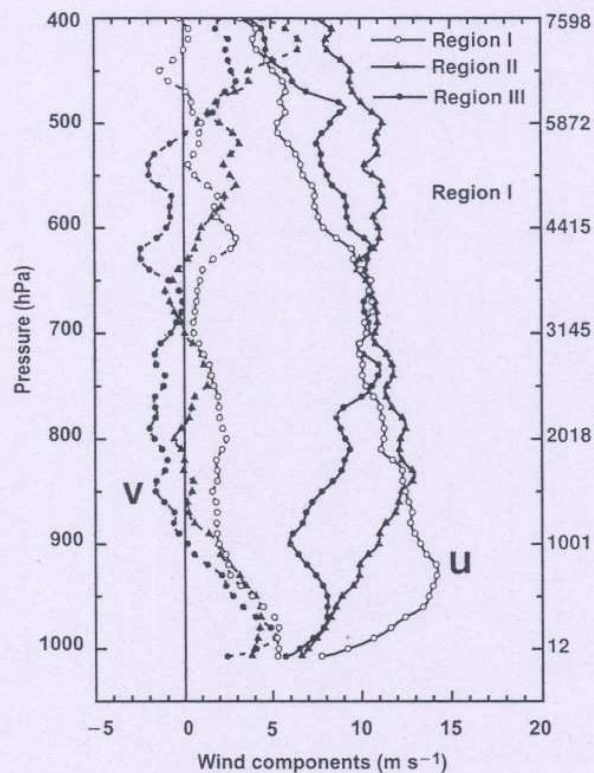 400
500
600
700
800
900
1000
Pressure (hPa)
7598
5872
4415
3145
2018
1001
12
Region I
Region II
Region III
Region I
V
u
−5
0
5
10
15
20
Wind components (m s⁻¹)